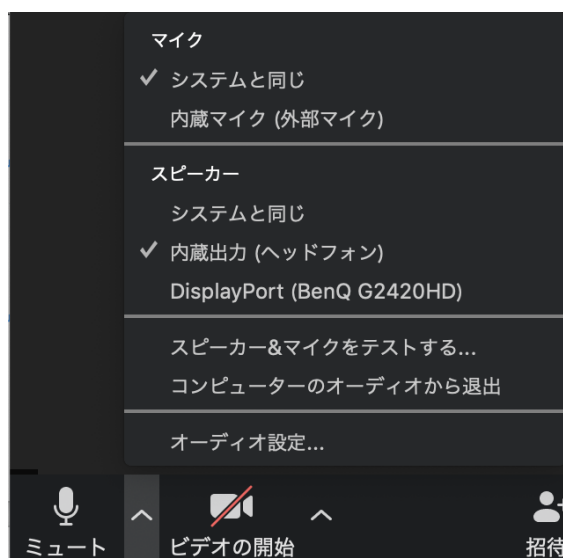 マイク
システムと同じ
内蔵マイク (外部マイク)
スピーカー
システムと同じ
内蔵出力 (ヘッドフォン)
DisplayPort (BenQ G2420HD)
スピーカー&マイクをテストする...
コンピューターのオーディオから退出
オーディオ設定...
ミュート
ビデオの開始
招待